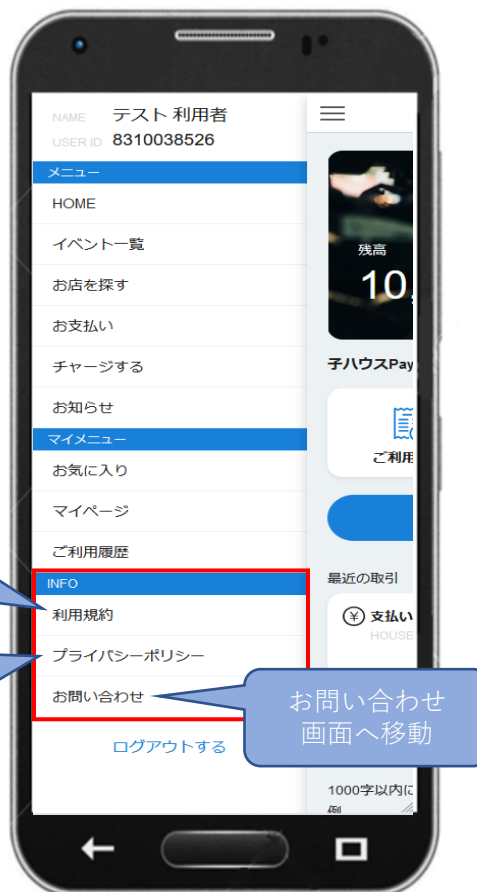 NAME テスト 利用者
USER ID 8310038526
メニュー
HOME
イベント一覧
お店を探す
お支払い
チャージする
お知らせ
マイメニュー
お気に入り
マイページ
ご利用履歴
INFO
利用規約
プライバシーポリシー
お問い合わせ
ログアウトする
残高
10,
子ハウスPay
ご利用
最近の取引
支払い
HOUSE
1000字以内に
例
お問い合わせ
画面へ移動